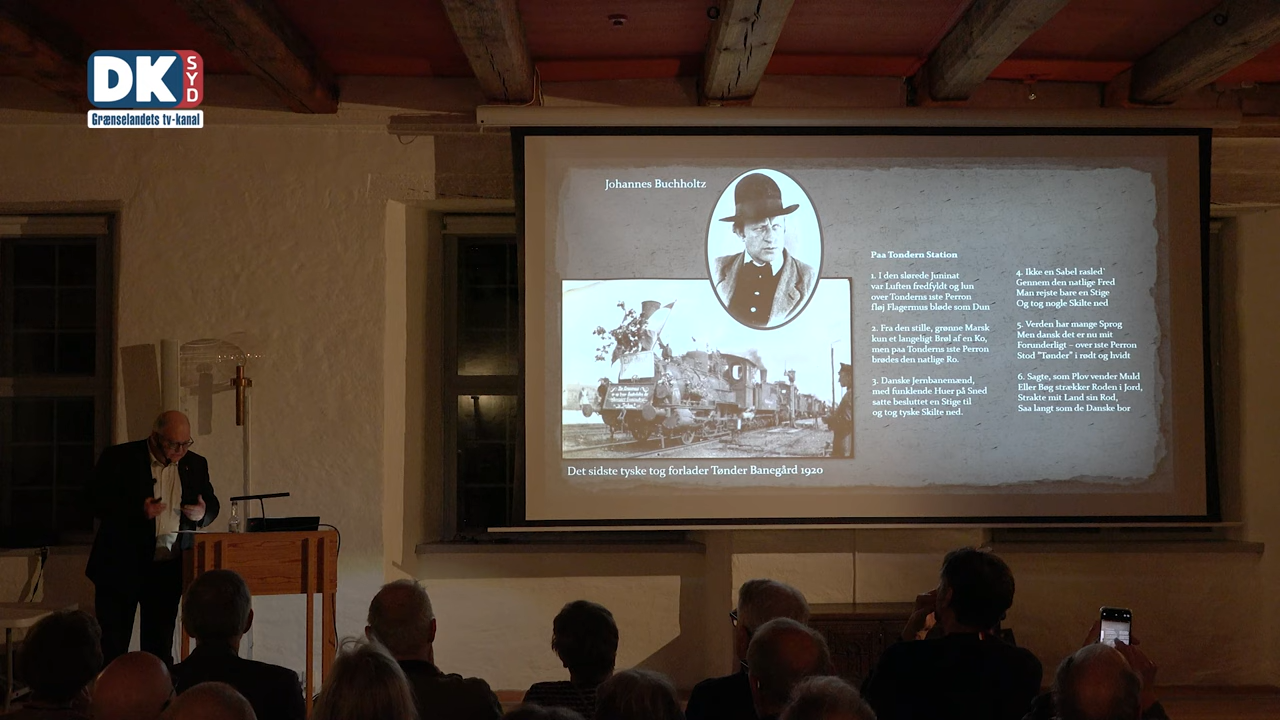 DK
SYD
Grænselandets tv-kanal
Johannes Buchholtz
Paa Tondern Station
1. I den slørede Juninat
var Luften fredfyldt og lun
over Tonderns 1ste Perron
fløj Flagermus bløde som Dun
2. Fra den stille, grønne Marsk
kun et langeligt Brøl af en Ko,
men paa Tonderns 1ste Perron
brødes den natlige Ro.
3. Danske Jernbanemænd,
med funklende Huer på Sned
satte besluttet en Stige til
og tog tyske Skilte ned.
4. Ikke en Sabel rasled'
Gennem den natlige Fred
Man rejste bare en Stige
Og tog nogle Skilte ned
5. Verden har mange Sprog
Men dansk det er nu mit
Forunderligt – over 1ste Perron
Stod "Tønder" i rødt og hvidt
6. Sagte, som Plov vender Muld
Eller Bøg strækker Roden i Jord,
Strakte mit Land sin Rod,
Saa langt som de Danske bor
Det sidste tyske tog forlader Tønder Banegård 1920